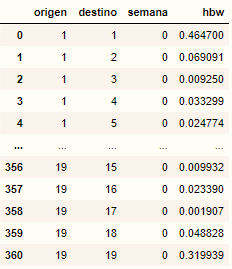 origen destino semana hbw
0 1 1 0 0.464700
1 1 2 0 0.069091
2 1 3 0 0.009250
3 1 4 0 0.033299
4 1 5 0 0.024774
... ... ... ... ...
356 19 15 0 0.009932
357 19 16 0 0.023390
358 19 17 0 0.001907
359 19 18 0 0.048828
360 19 19 0 0.319939